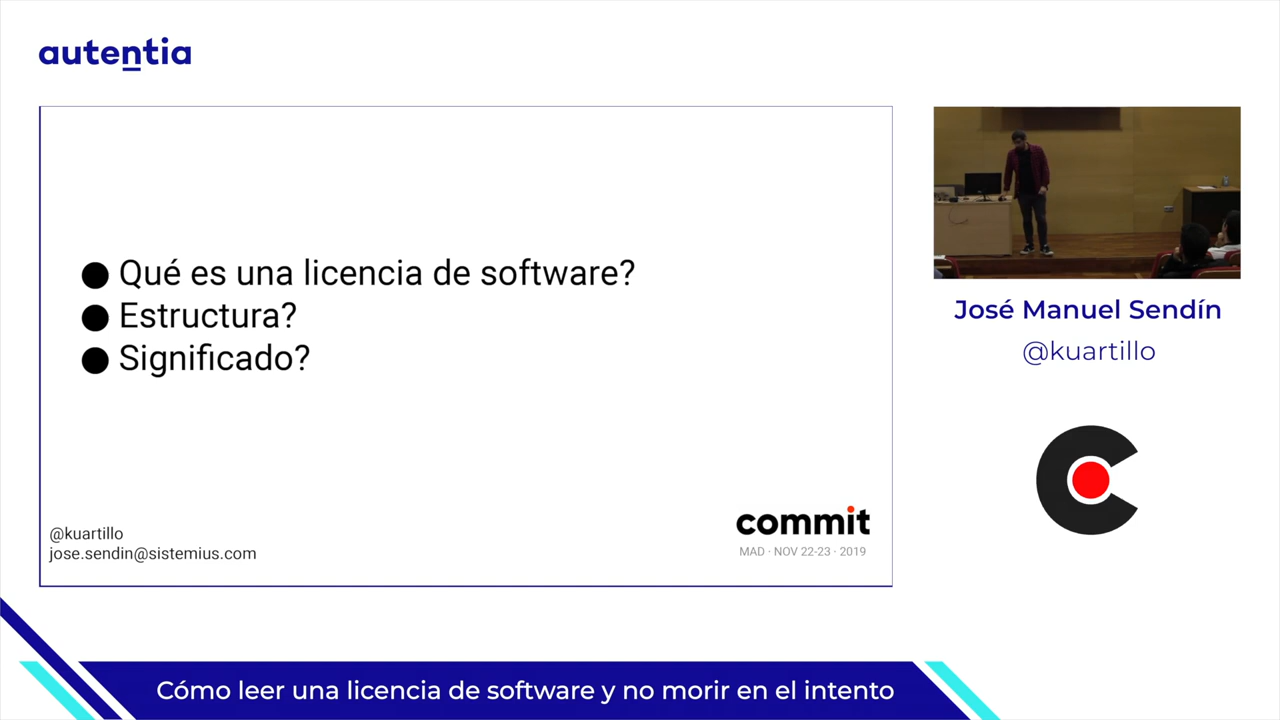 autentia
● Qué es una licencia de software?
● Estructura?
● Significado?
@kuartillo
jose.sendin@sistemius.com
commit
MAD · NOV 22-23 · 2019
José Manuel Sendín
@kuartillo
Cómo leer una licencia de software y no morir en el intento